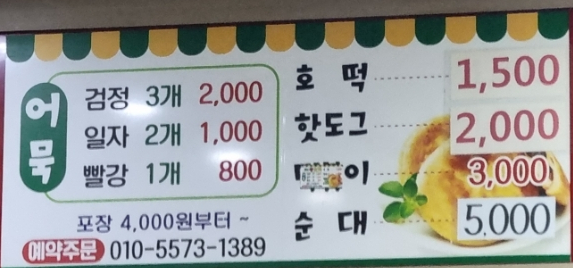 어묵
검정 3개 2,000
일자 2개 1,000
빨강 1개 800
포장 4,000원부터 ~
예약주문 010-5573-1389
호떡 1,500
핫도그 2,000
3,000
순대 5,000